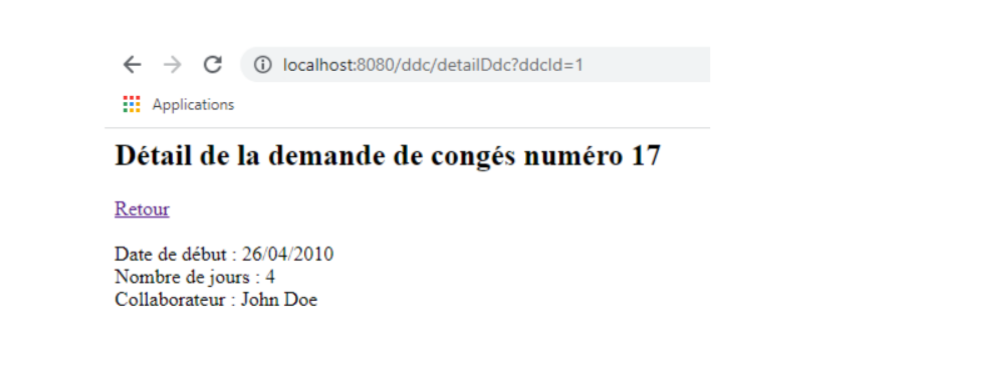 localhost:8080/ddc/detailDdc?ddcId=1
Applications
Détail de la demande de congés numéro 17
Retour
Date de début : 26/04/2010
Nombre de jours : 4
Collaborateur : John Doe